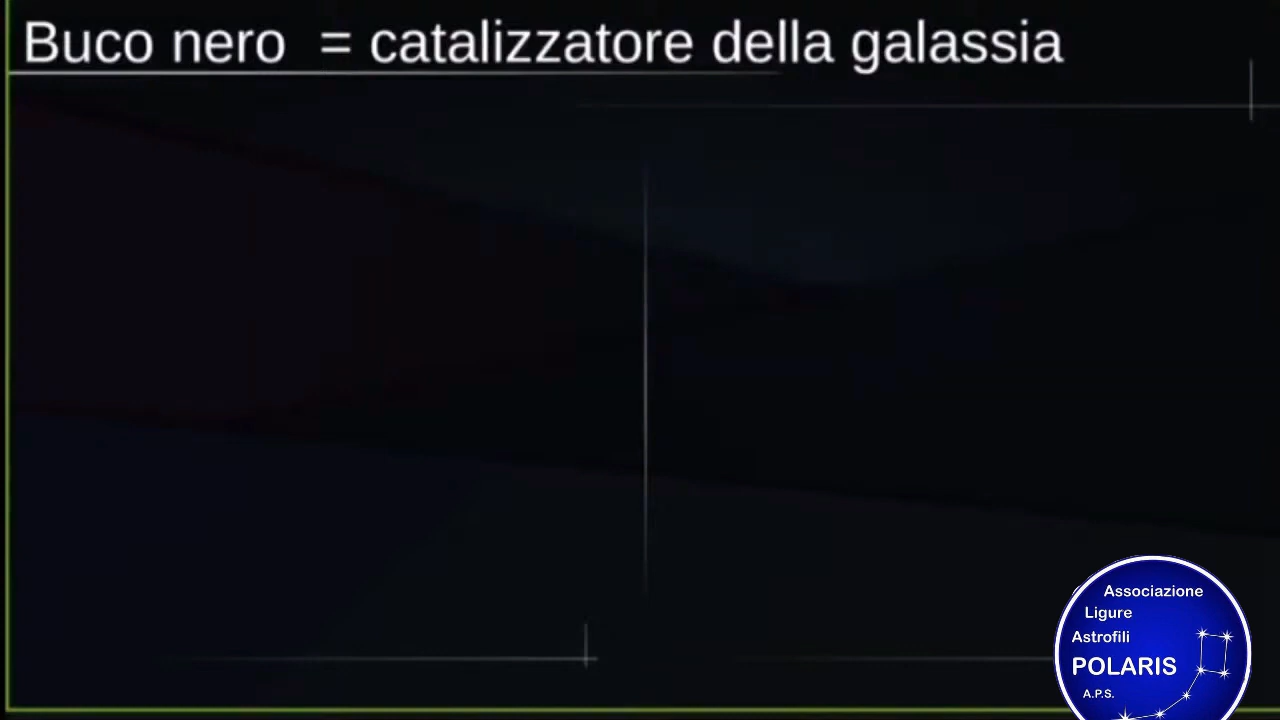 Buco nero = catalizzatore della galassia
Associazione
Ligure
Astrofili
POLARIS
A.P.S.